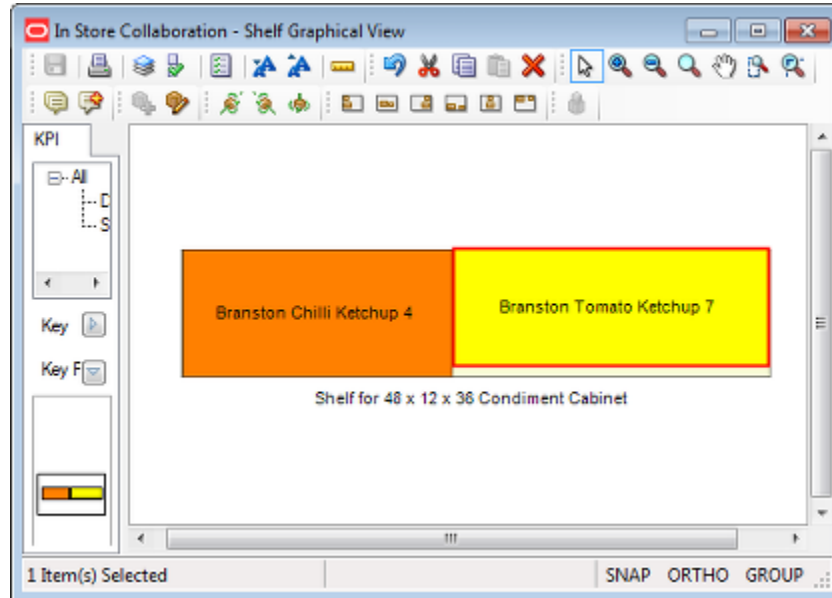 In Store Collaboration - Shelf Graphical View
KPI
All
D
S
Branston Chilli Ketchup 4
Branston Tomato Ketchup 7
Key
Key F
Shelf for 48 x 12 x 36 Condiment Cabinet
1 Item(s) Selected
SNAP ORTHO GROUP